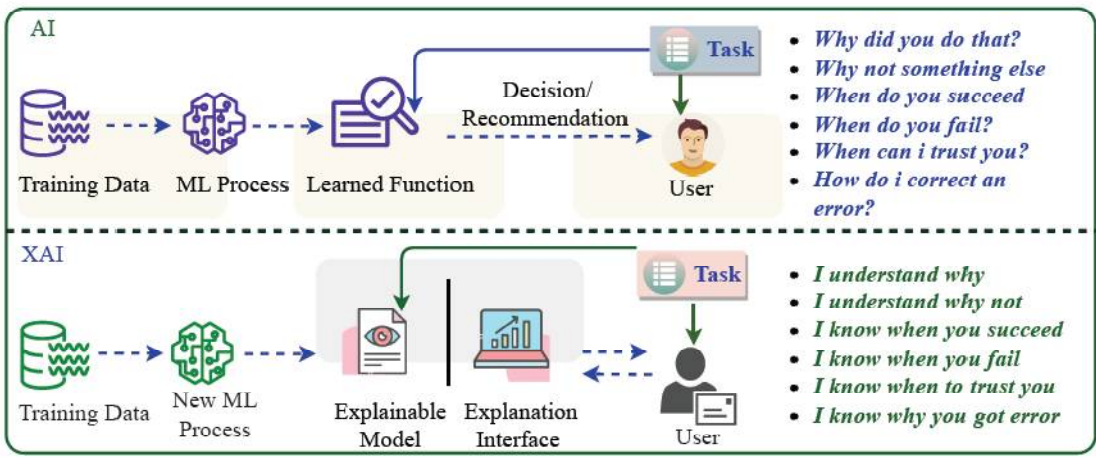 AI
Task
Decision/
Recommendation
Training Data
ML Process
Learned Function
User
Why did you do that?
Why not something else
When do you succeed
When do you fail?
When can i trust you?
How do i correct an
error?
XAI
Task
Training Data
New ML
Process
Explainable
Model
Explanation
Interface
User
I understand why
I understand why not
I know when you succeed
I know when you fail
I know when to trust you
I know why you got error